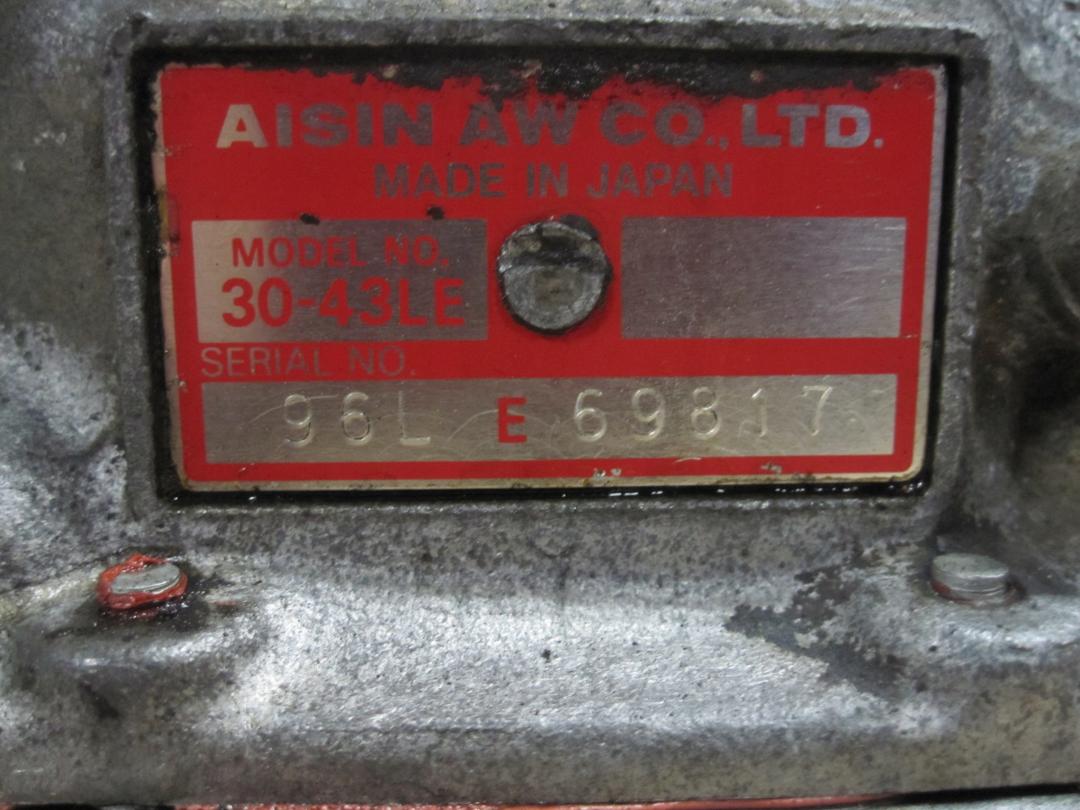 AISIN AW CO., LTD.
MADE IN JAPAN
MODEL NO.
30-43LE
SERIAL NO.
96L E 69817